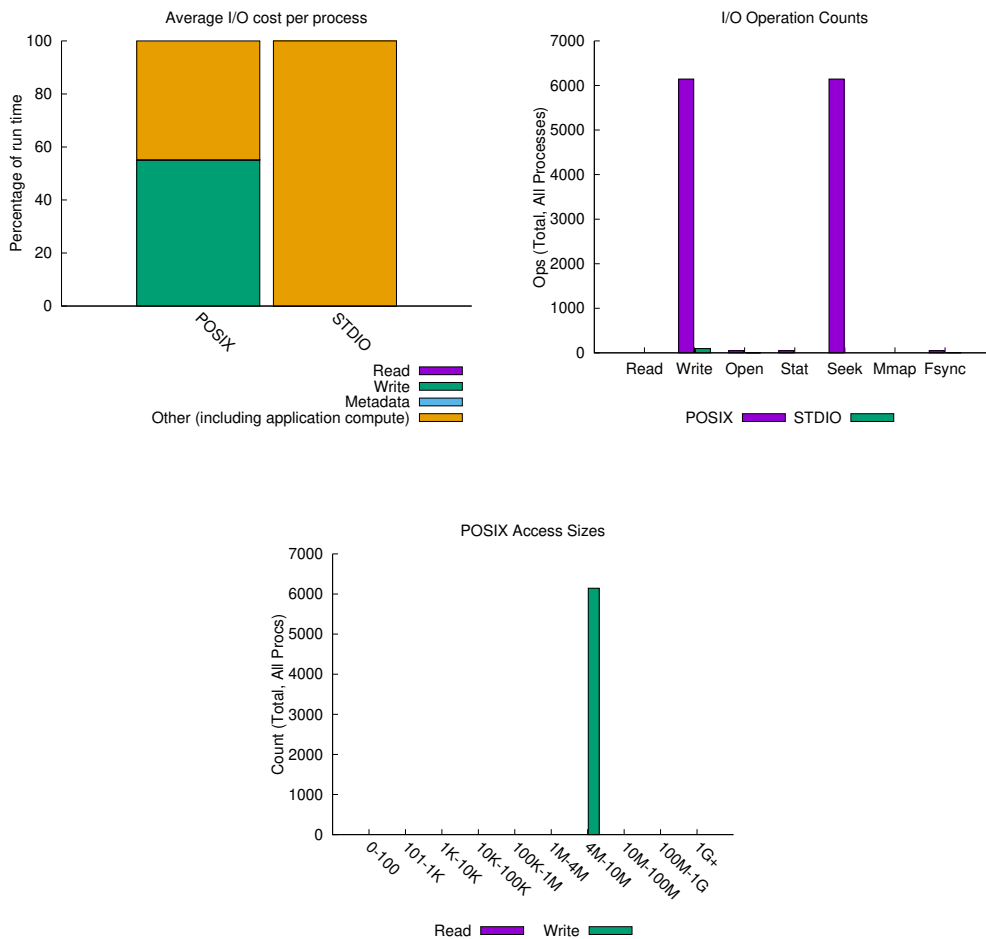 Average I/O cost per process
100
80
60
40
20
0
Percentage of run time
POSIX
STDIO
Read
Write
Metadata
Other (including application compute)
I/O Operation Counts
7000
6000
5000
4000
3000
2000
1000
0
Ops (Total, All Processes)
Read Write Open Stat Seek Mmap Fsync
POSIX STDIO
POSIX Access Sizes
7000
6000
5000
4000
3000
2000
1000
0
Count (Total, All Procs)
0-100
101-1K
1K-10K
10K-100K
100K-1M
1M-4M
4M-10M
10M-100M
100M-1G
1G+
Read Write